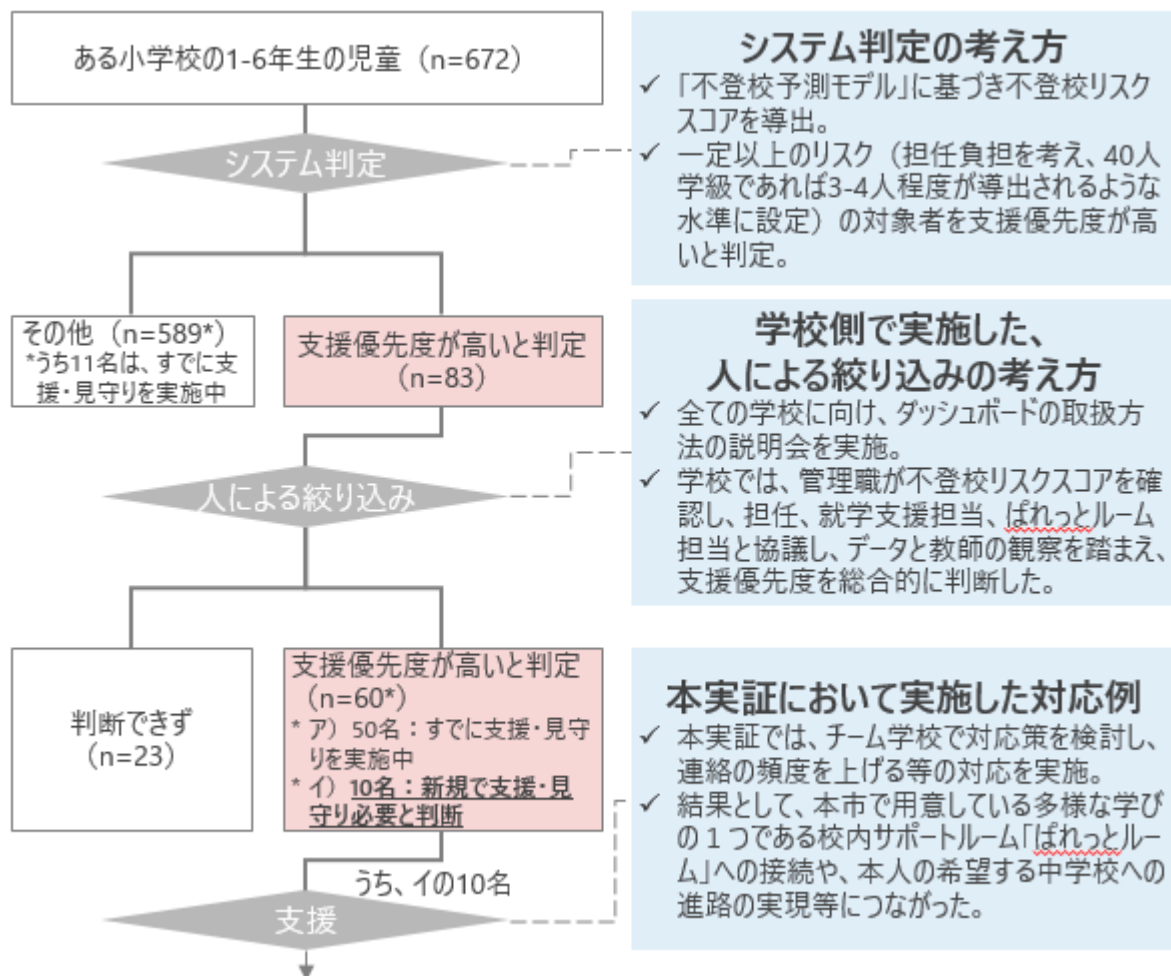 ある小学校の1-6年生の児童（n=672）
システム判定
その他（n=589*）
*うち11名は、すでに支
援・見守りを実施中
支援優先度が高いと判定
（n=83）
人による絞り込み
判断できず
（n=23）
支援優先度が高いと判定
（n=60*）
* ア）50名：すでに支援・見守
りを実施中
* イ）10名：新規で支援・見
守り必要と判断
うち、イの10名
支援
システム判定の考え方
✓ 「不登校予測モデル」に基づき不登校リスク
スコアを導出。
✓ 一定以上のリスク（担任負担を考え、40人
学級であれば3-4人程度が導出されるような
水準に設定）の対象者を支援優先度が高
いと判定。
学校側で実施した、
人による絞り込みの考え方
✓ 全ての学校に向け、ダッシュボードの取扱方
法の説明会を実施。
✓ 学校では、管理職が不登校リスクスコアを確
認し、担任、就学支援担当、ぱれっとルーム
担当と協議し、データと教師の観察を踏まえ、
支援優先度を総合的に判断した。
本実証において実施した対応例
✓ 本実証では、チーム学校で対応策を検討し、
連絡の頻度を上げる等の対応を実施。
✓ 結果として、本市で用意している多様な学び
の１つである校内サポートルーム「ぱれっとルー
ム」への接続や、本人の希望する中学校への
進路の実現等につながった。